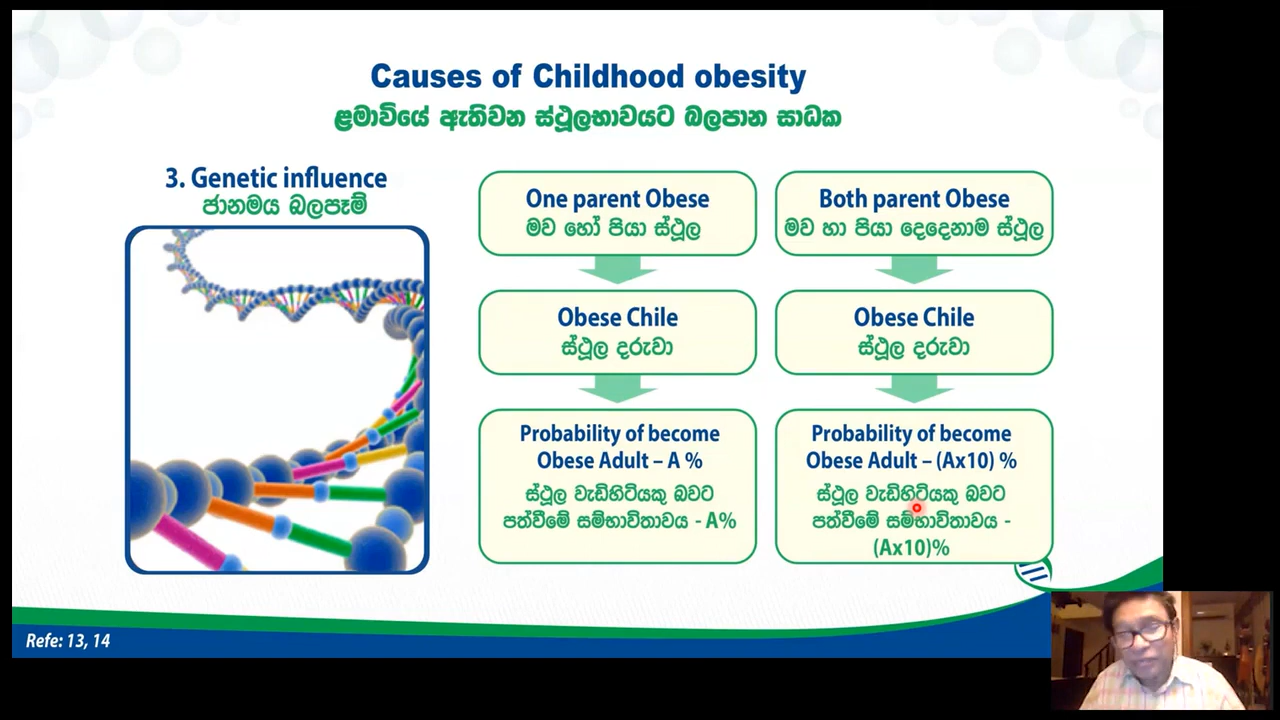 Causes of Childhood obesity
ළමාවියේ ඇතිවන ස්ථූලභාවයට බලපාන සාධක
3. Genetic influence
ජානමය බලපෑම්
One parent Obese
මව හෝ පියා ස්ථූල
Obese Chile
ස්ථූල දරුවා
Probability of become
Obese Adult – A %
ස්ථූල වැඩිහිටියකු බවට
පත්වීමේ සම්භාවිතාවය - A%
Both parent Obese
මව හා පියා දෙදෙනාම ස්ථූල
Obese Chile
ස්ථූල දරුවා
Probability of become
Obese Adult – (Ax10) %
ස්ථූල වැඩිහිටියකු බවට
පත්වීමේ සම්භාවිතාවය -
(Ax10)%
Refe: 13, 14